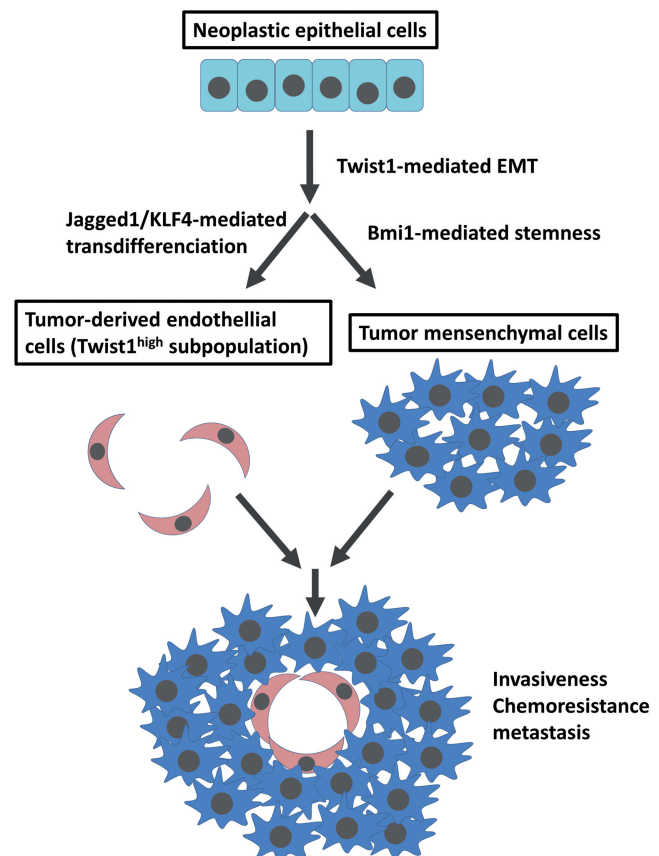 Neoplastic epithelial cells
Twist1-mediated EMT
Jagged1/KLF4-mediated
transdifferenciation
Bmi1-mediated stemness
Tumor-derived endothellial
cells (Twist1high subpopulation)
Tumor mensenchymal cells
Invasiveness
Chemoresistance
metastasis